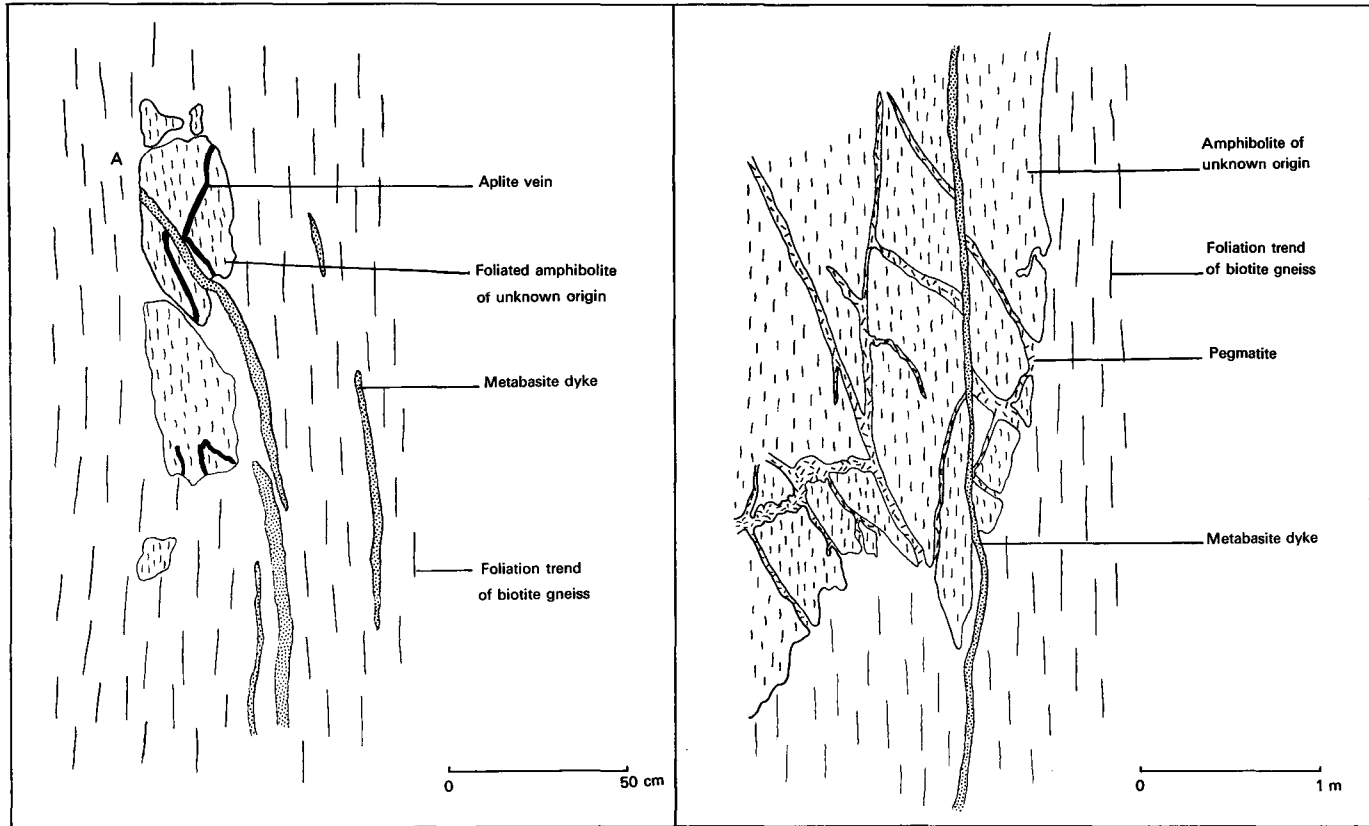 A
Aplite vein
Foliated amphibolite
of unknown origin
Metabasite dyke
Foliation trend
of biotite gneiss
0
50 cm
Amphibolite of
unknown origin
Foliation trend
of biotite gneiss
Pegmatite
Metabasite dyke
0
1 m